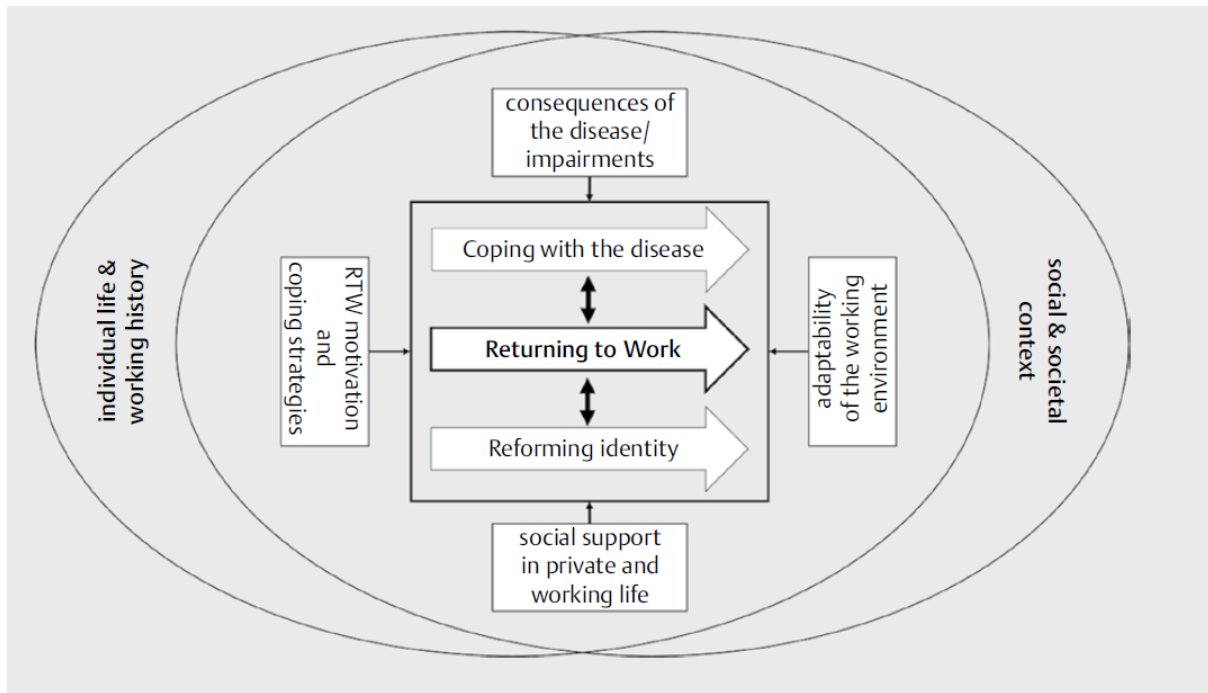 consequences of
the disease/
impairments
individual life &
working history
RTW motivation
and
coping strategies
Coping with the disease
Returning to Work
Reforming identity
adaptability
of the working
environment
social & societal
context
social support
in private and
working life